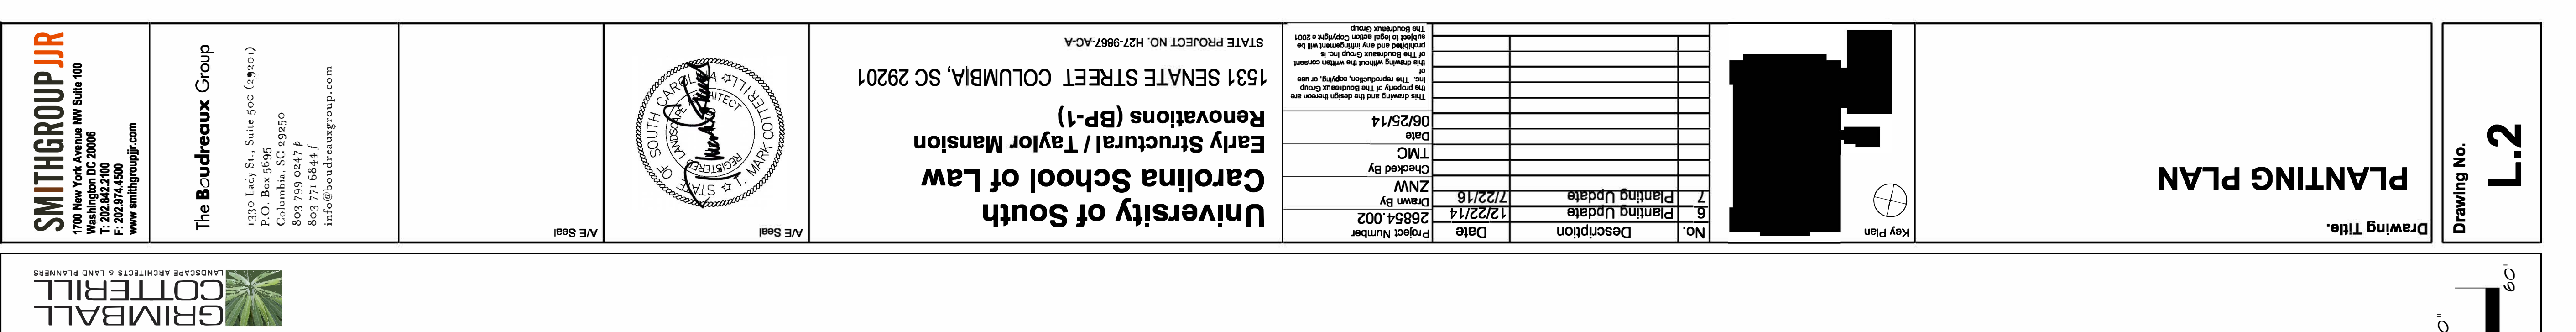 SMITHGROUPJJR
1700 New York Avenue NW Suite 100
Washington DC 20006
T: 202.842.2100
F: 202.974.4500
www smithgroupjjr.com
The Boudreaux Group
1330 Lady St., Suite 500 (29201)
P.O. Box 5695
Columbia, SC 29250
803 799 0247 p
803 771 6844 f
info@boudreauxgroup.com
A/E Seal
A/E Seal
STATE OF SOUTH CAROLINA
T. MARK COTTERILL
REGISTERED LANDSCAPE ARCHITECT
University of South
Carolina School of Law
Early Structural / Taylor Mansion
Renovations (BP-1)
1531 SENATE STREET COLUMBIA, SC 29201
STATE PROJECT NO. H27-9867-AC-A
Project Number
26854.002
Drawn By
ZNW
Checked By
TMC
Date
06/25/14
This drawing and the design thereon are
the property of The Boudreaux Group
Inc. The reproduction, copying, or use
of
this drawing without the written consent
of The Boudreaux Group Inc. is
prohibited and any infringement will be
subject to legal action Copyright c 2001
The Boudreaux Group
No. Description Date
6 Planting Update 12/22/14
7 Planting Update 7/22/16
Key Plan
Drawing Title.
PLANTING PLAN
Drawing No.
L.2
GRIMBALL
COTTERILL
LANDSCAPE ARCHITECTS & LAND PLANNERS
60'
0"